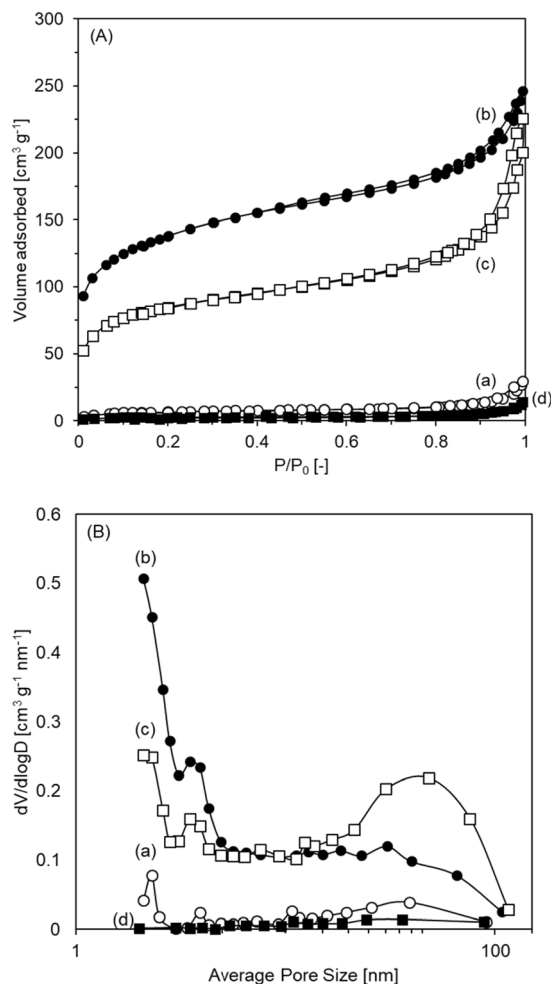 (A)
300
250
200
150
100
50
0
Volume adsorbed [cm³ g⁻¹]
(b)
(c)
(a)
(d)
0 0.2 0.4 0.6 0.8 1
P/P₀ [-]
(B)
0.6
0.5
0.4
0.3
0.2
0.1
0
dV/dlogD [cm³ g⁻¹ nm⁻¹]
(b)
(c)
(a)
(d)
1 100
Average Pore Size [nm]